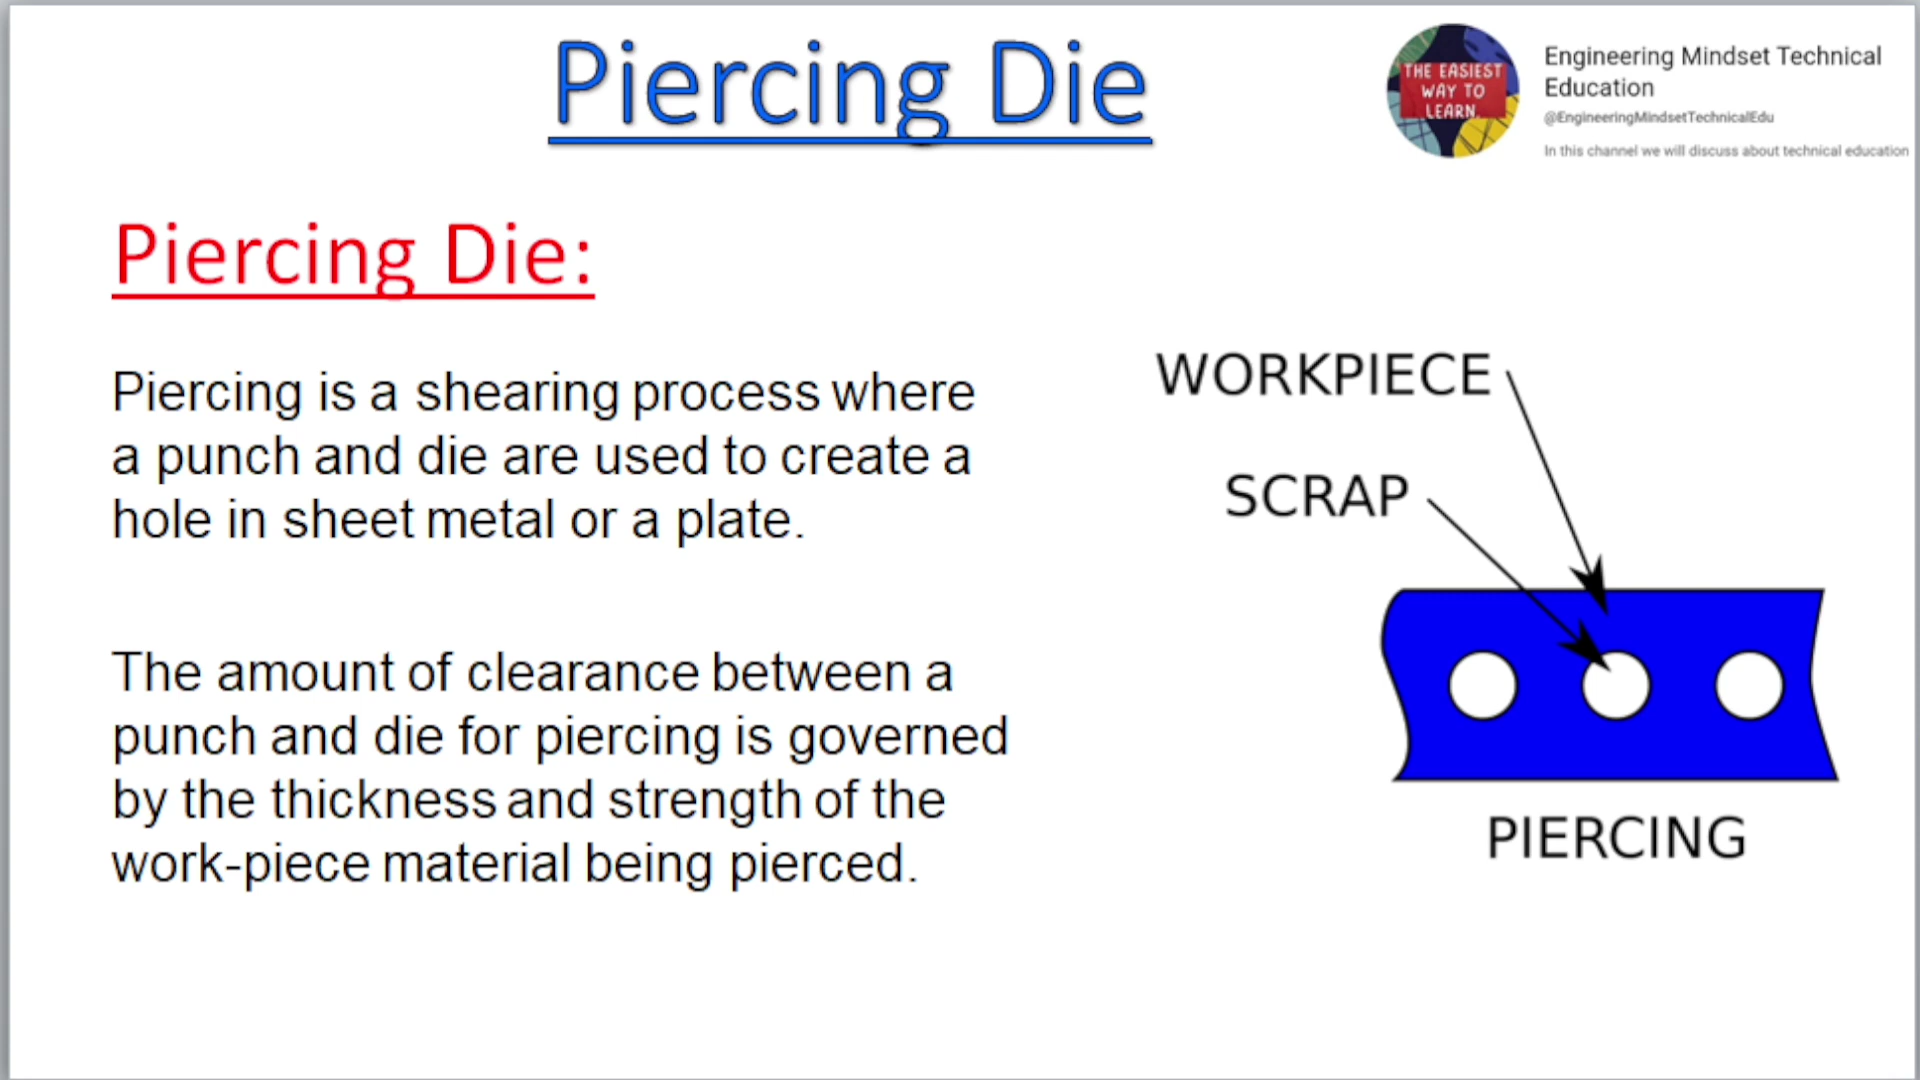 Piercing Die
THE EASIEST
WAY TO
LEARN.
Engineering Mindset Technical
Education
@EngineeringMindsetTechnicalEdu
In this channel we will discuss about technical education
Piercing Die:
Piercing is a shearing process where
a punch and die are used to create a
hole in sheet metal or a plate.
The amount of clearance between a
punch and die for piercing is governed
by the thickness and strength of the
work-piece material being pierced.
WORKPIECE
SCRAP
PIERCING